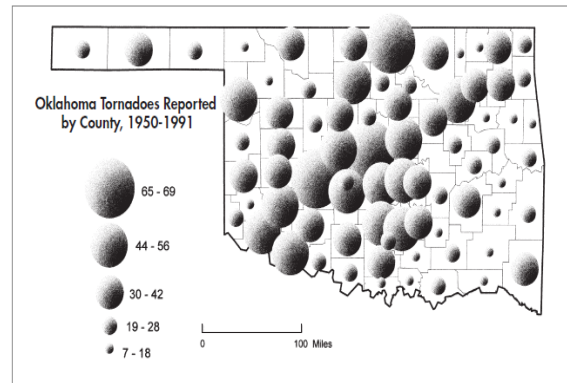 Oklahoma Tornadoes Reported
by County, 1950-1991
65 - 69
44 - 56
30 - 42
19 - 28
7 - 18
0 100 Miles